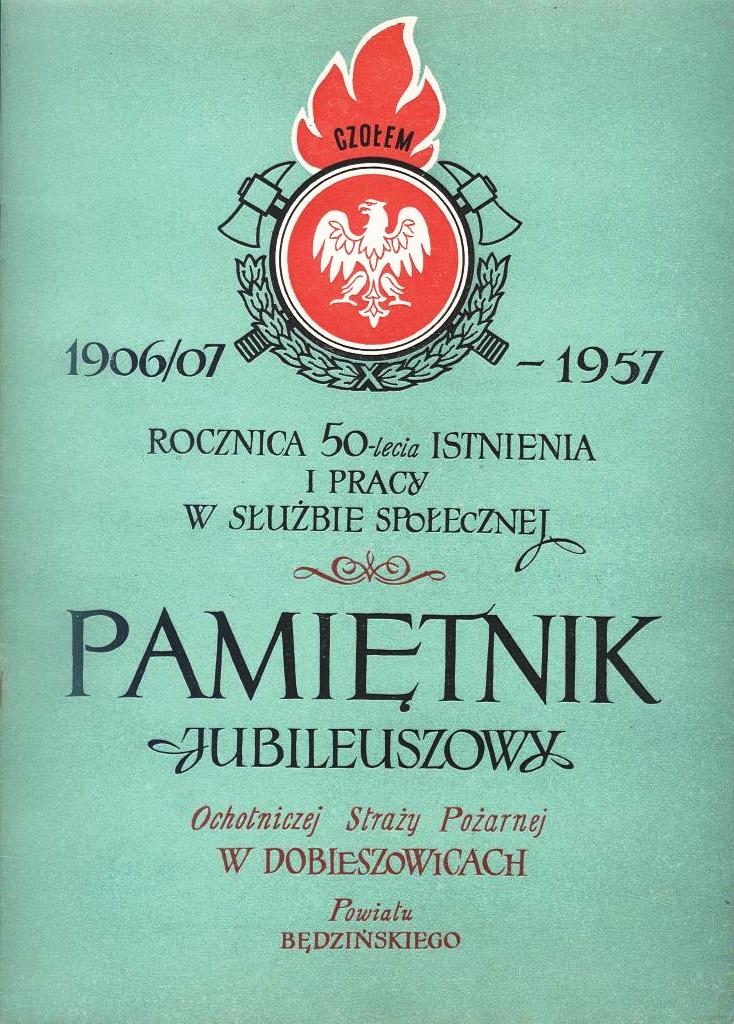 CZOŁEM
1906/07 – 1957
ROCZNICA 50-lecia ISTNIENIA
I PRACY
W SŁUŻBIE SPOŁECZNEJ
PAMIĘTNIK
JUBILEUSZOWY
Ochotniczej Straży Pożarnej
W DOBIESZOWICACH
Powiatu
BĘDZIŃSKIEGO